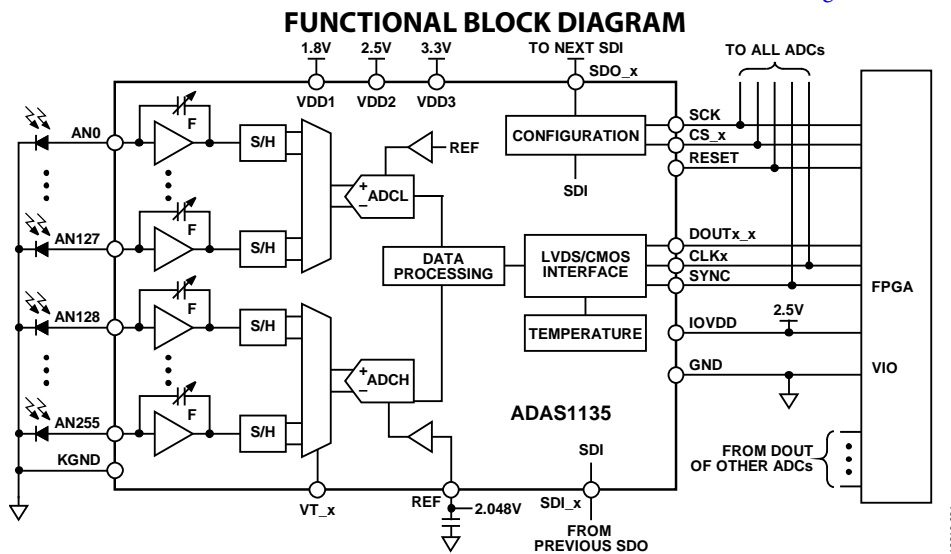 FUNCTIONAL BLOCK DIAGRAM
1.8V
2.5V
3.3V
TO NEXT SDI
TO ALL ADCs
SDO_x
VDD1
VDD2
VDD3
AN0
F
S/H
REF
CONFIGURATION
SCK
CS_x
RESET
SDI
+
–
ADCL
AN127
F
S/H
DATA
PROCESSING
LVDS/CMOS
INTERFACE
DOUTx_x
CLKx
SYNC
FPGA
AN128
F
S/H
TEMPERATURE
2.5V
IOVDD
+
–
ADCH
GND
VIO
AN255
F
S/H
ADAS1135
KGND
SDI
FROM DOUT
OF OTHER ADCs
VT_x
REF
2.048V
SDI_x
FROM
PREVIOUS SDO